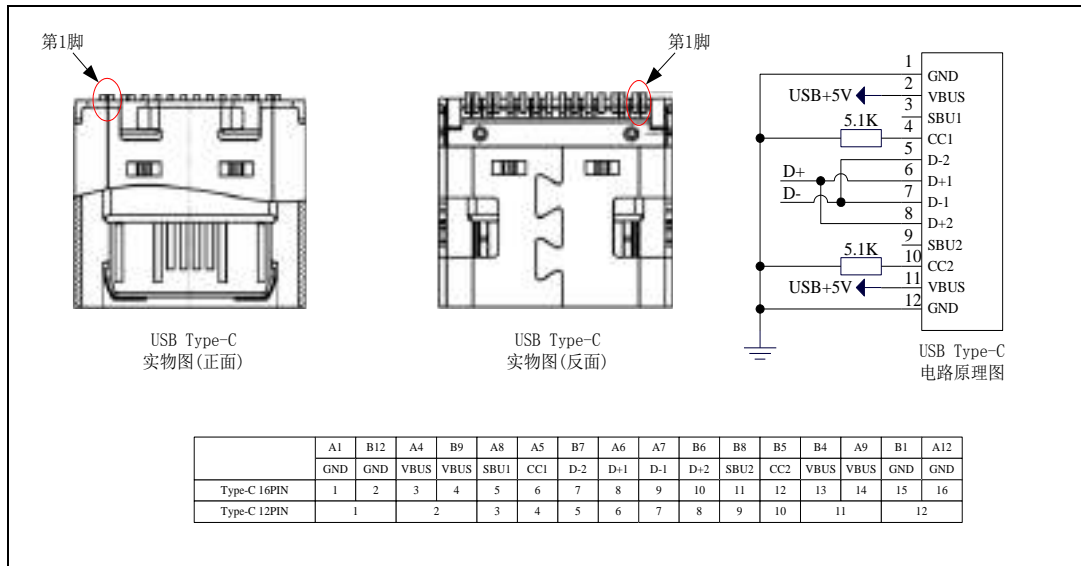 第1脚
第1脚
USB Type-C
实物图(正面)
USB Type-C
实物图(反面)
1
GND
2
USB+5V
VBUS
3
SBU1
5.1K
4
CC1
5
D-2
D+
6
D+1
D-
7
D-1
8
D+2
9
SBU2
5.1K
10
CC2
11
USB+5V
VBUS
12
GND
USB Type-C
电路原理图
A1 B12 A4 B9 A8 A5 B7 A6 A7 B6 B8 B5 B4 A9 B1 A12
GND GND VBUS VBUS SBU1 CC1 D-2 D+1 D-1 D+2 SBU2 CC2 VBUS VBUS GND GND
Type-C 16PIN 1 2 3 4 5 6 7 8 9 10 11 12 13 14 15 16
Type-C 12PIN 1 2 3 4 5 6 7 8 9 10 11 12